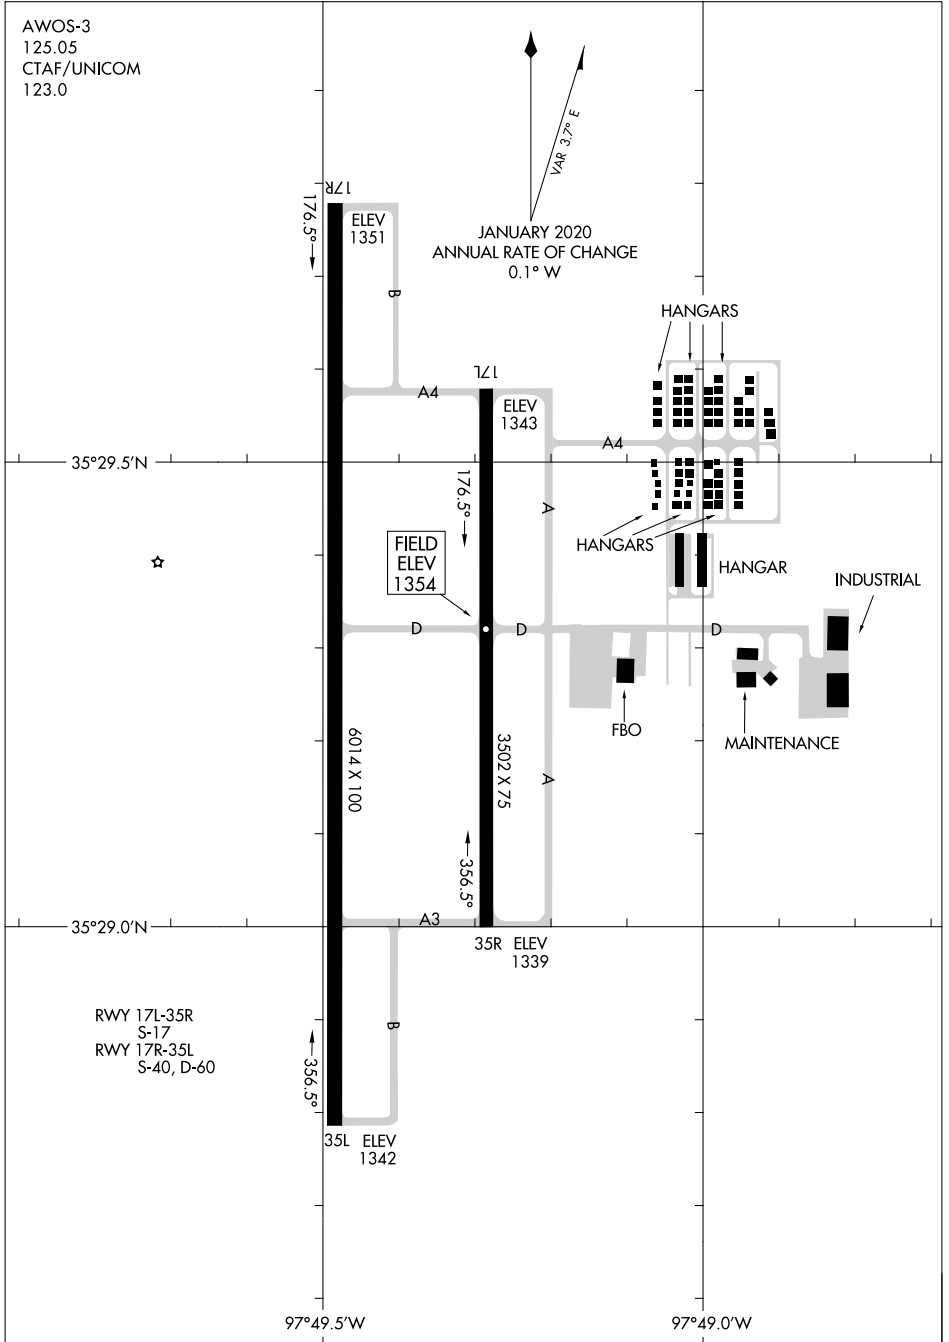 AWOS-3
125.05
CTAF/UNICOM
123.0
VAR 3.7° E
JANUARY 2020
ANNUAL RATE OF CHANGE
0.1° W
17R
176.5°
ELEV
1351
B
HANGARS
17L
A4
ELEV
1343
A4
35°29.5'N
176.5°
A
FIELD
ELEV
1354
HANGARS
HANGAR
INDUSTRIAL
D
D
D
FBO
MAINTENANCE
6014 X 100
3502 X 75
A
356.5°
35°29.0'N
A3
35R ELEV
1339
RWY 17L-35R
S-17
RWY 17R-35L
S-40, D-60
B
356.5°
35L ELEV
1342
97°49.5'W
97°49.0'W